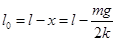 l₀ = l − x = l − mg/2k